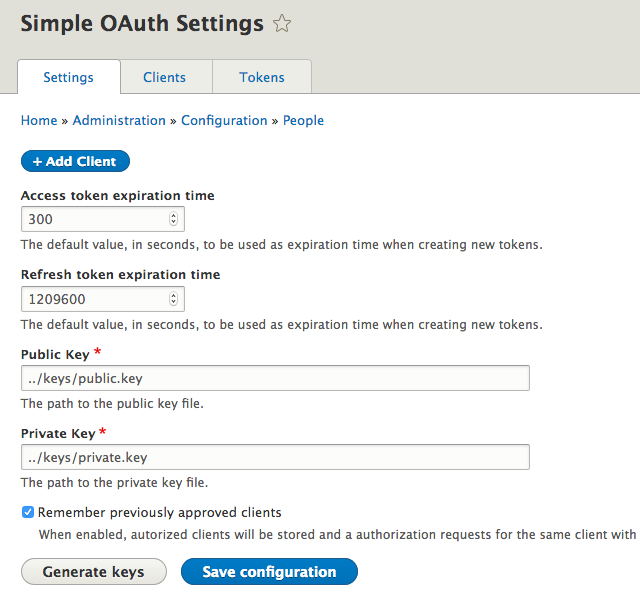 Simple OAuth Settings
Settings Clients Tokens
Home » Administration » Configuration » People
+ Add Client
Access token expiration time
300
The default value, in seconds, to be used as expiration time when creating new tokens.
Refresh token expiration time
1209600
The default value, in seconds, to be used as expiration time when creating new tokens.
Public Key *
../keys/public.key
The path to the public key file.
Private Key *
../keys/private.key
The path to the private key file.
Remember previously approved clients
When enabled, autorized clients will be stored and a authorization requests for the same client with
Generate keys Save configuration